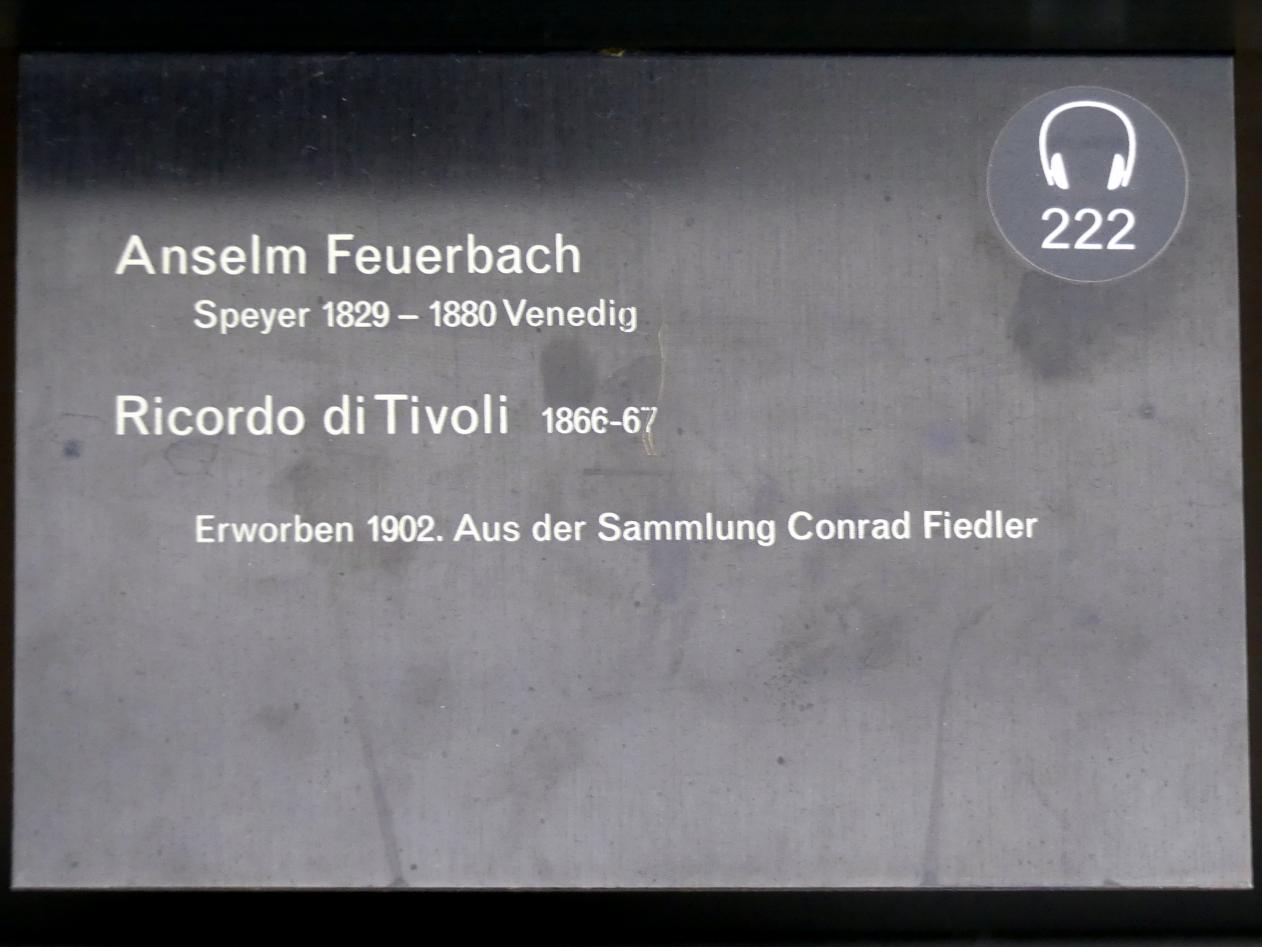 222
Anselm Feuerbach
Speyer 1829 – 1880 Venedig
Ricordo di Tivoli 1866-67
Erworben 1902. Aus der Sammlung Conrad Fiedler